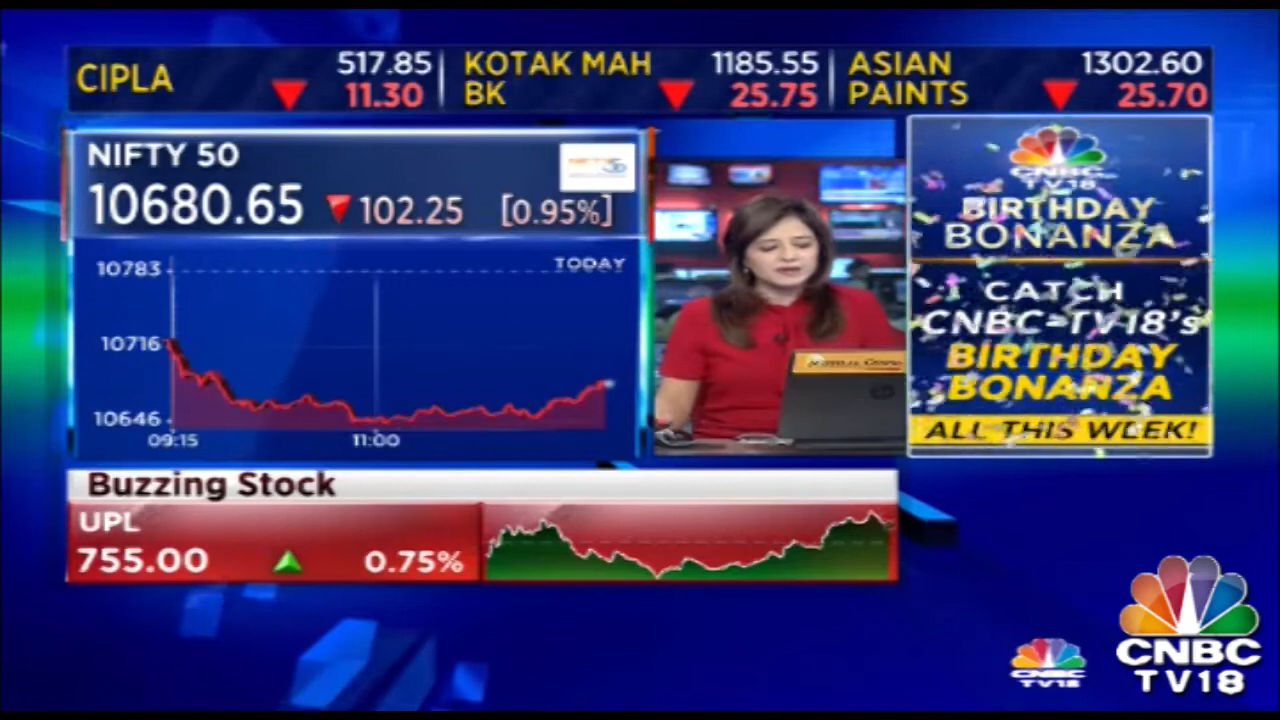 CIPLA
517.85
11.30
KOTAK MAH
BK
1185.55
25.75
ASIAN
PAINTS
1302.60
25.70
NIFTY 50
10680.65 102.25 [0.95%]
TODAY
10783
10716
10646
09:15 11:00
CNBC
TV18
BIRTHDAY
BONANZA
CATCH
CNBC-TV18's
BIRTHDAY
BONANZA
ALL THIS WEEK!
Buzzing Stock
UPL
755.00 0.75%
CNBC
TV18
CNBC
TV18